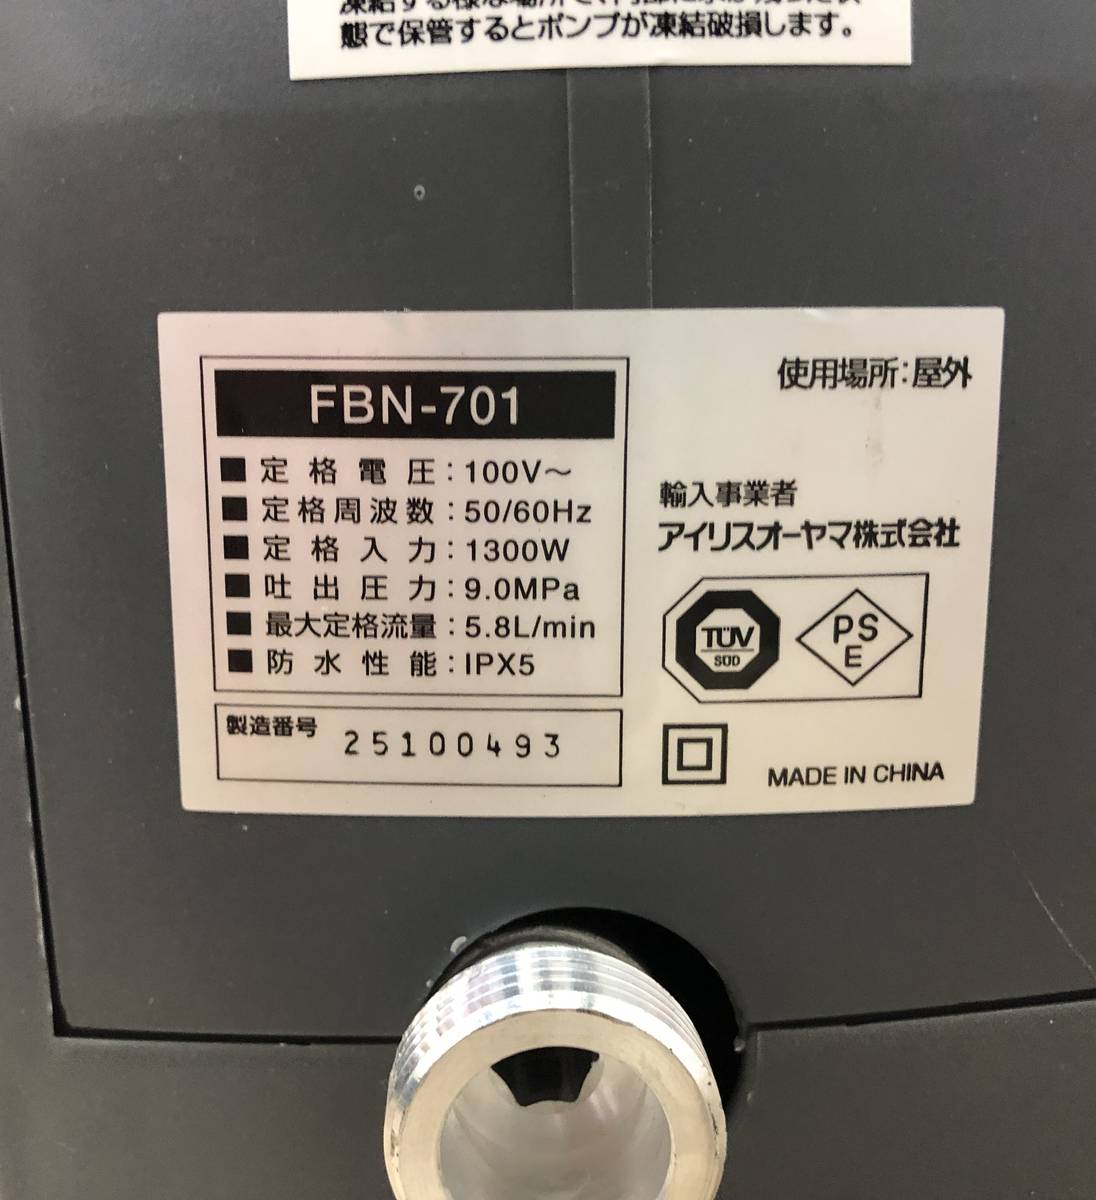 態で保管するとポンプが凍結破損します。
FBN-701
■定格電圧:100V～
■定格周波数:50/60Hz
■定格入力:1300W
■吐出圧力:9.0MPa
■最大定格流量:5.8L/min
■防水性能:IPX5
製造番号 25100493
使用場所:屋外
輸入事業者
アイリスオーヤマ株式会社
TÜV
SÜD
PS
E
MADE IN CHINA